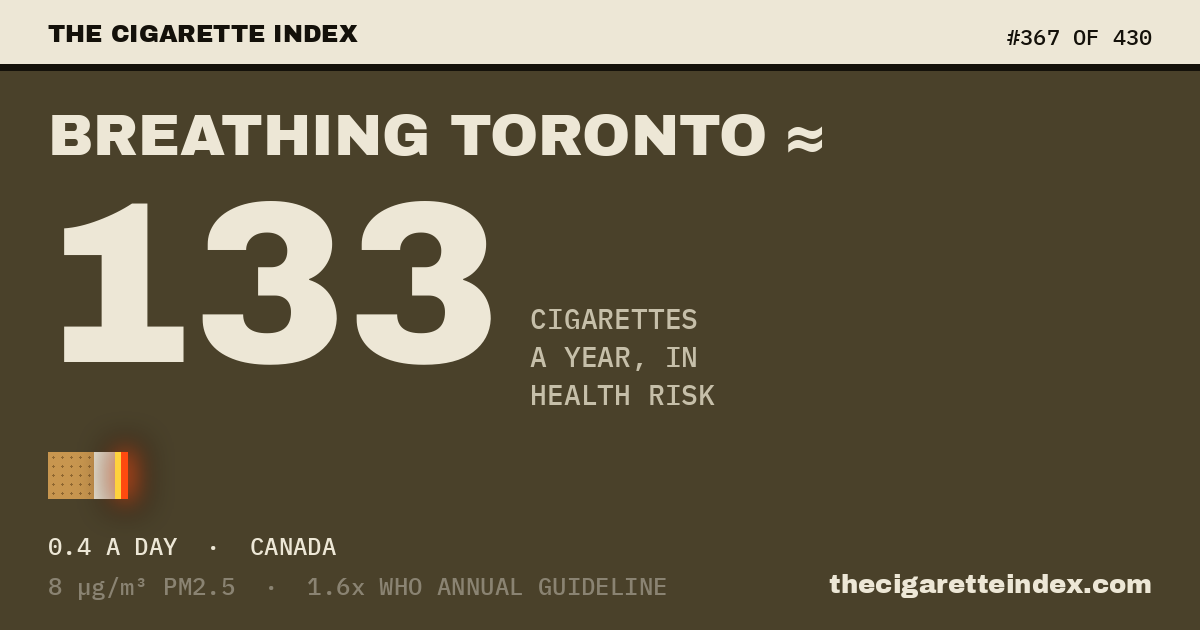 THE CIGARETTE INDEX
#367 OF 430
BREATHING TORONTO ≈
133
CIGARETTES
A YEAR, IN
HEALTH RISK
0.4 A DAY · CANADA
8 µg/m³ PM2.5 · 1.6x WHO ANNUAL GUIDELINE
thecigaretteindex.com